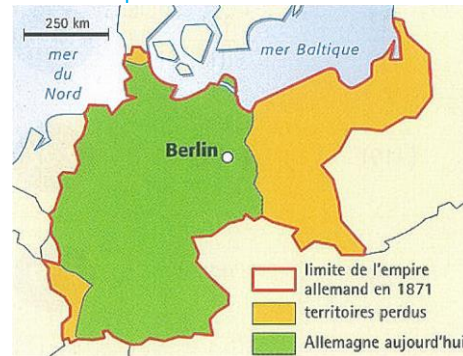 250 km
mer
du
Nord
mer Baltique
Berlin
limite de l'empire
allemand en 1871
territoires perdus
Allemagne aujourd'hui